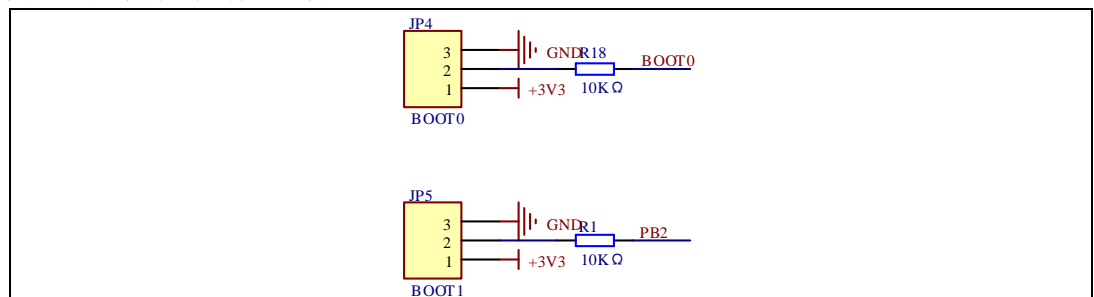 JP4
3
GND R18
BOOT0
2
1
+3V3
10KΩ
BOOT0
JP5
3
GND R1
PB2
2
1
+3V3
10KΩ
BOOT1